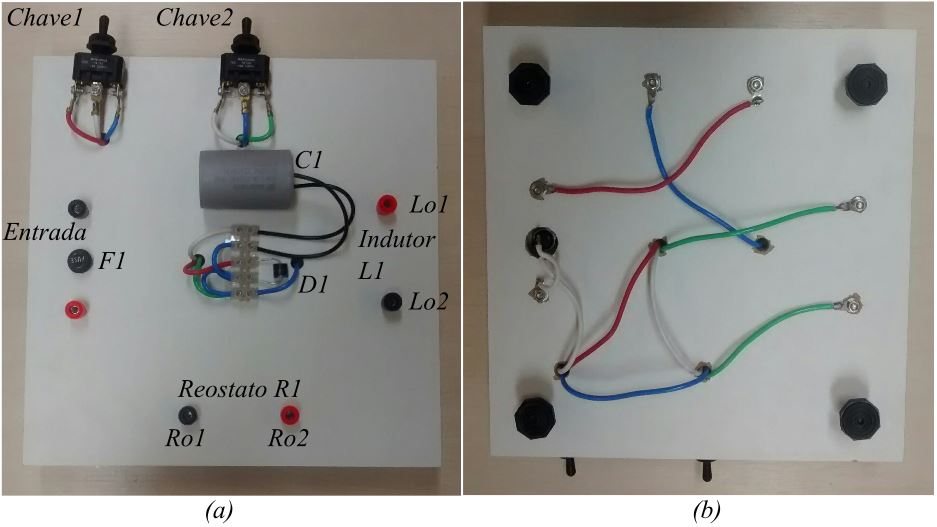 Chave1 Chave2
C1
Lo1
Entrada
Indutor
F1
L1
D1
Lo2
Reostato R1
Ro1 Ro2
(a) (b)